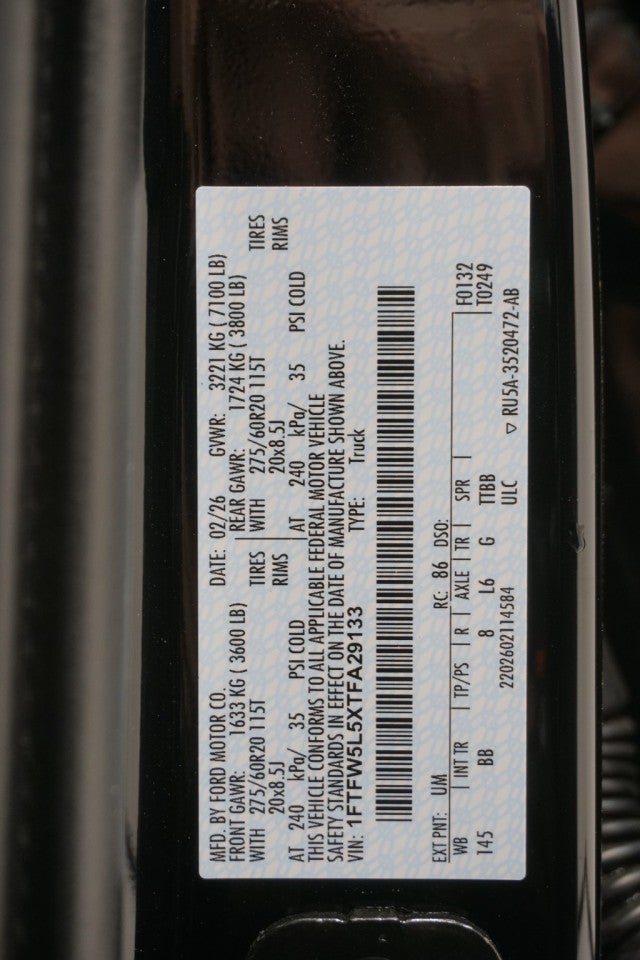 MFD. BY FORD MOTOR CO. DATE: 02/26 GVWR: 3221 KG ( 7100 LB)
FRONT GAWR: 1633 KG ( 3600 LB) REAR GAWR: 1724 KG ( 3800 LB)
WITH 275/60R20 115T TIRES WITH 275/60R20 115T TIRES
20x8.5J RIMS 20x8.5J RIMS
AT 240 kPa/ 35 PSI COLD AT 240 kPa/ 35 PSI COLD
THIS VEHICLE CONFORMS TO ALL APPLICABLE FEDERAL MOTOR VEHICLE
SAFETY STANDARDS IN EFFECT ON THE DATE OF MANUFACTURE SHOWN ABOVE.
VIN: 1FTFW5L5XTFA29133 TYPE: Truck
EXT PNT: UM RC: 86 DSO:
WB INT TR TP/PS R AXLE TR SPR F0132
145 BB 8 L6 G TTBB T0249
ULC
2202602114584 ▽ RU5A-3520472-AB